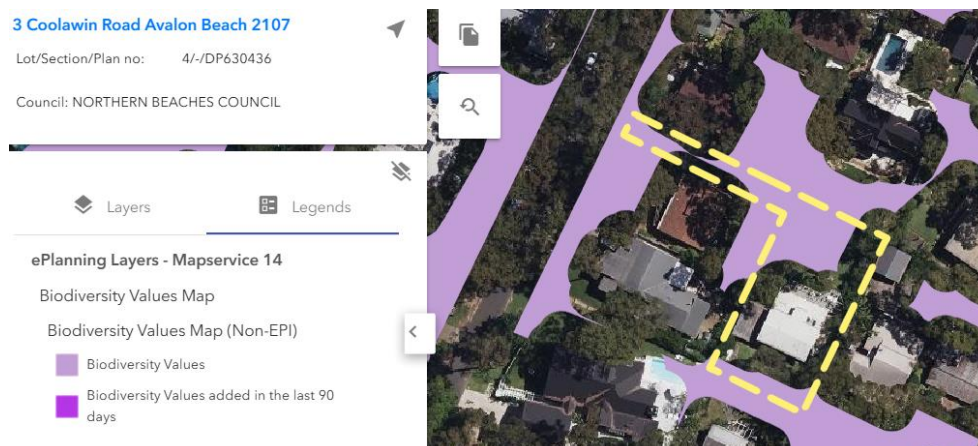 3 Coolawin Road Avalon Beach 2107
Lot/Section/Plan no: 4/-/DP630436
Council: NORTHERN BEACHES COUNCIL
Layers
Legends
ePlanning Layers - Mapservice 14
Biodiversity Values Map
Biodiversity Values Map (Non-EPI)
Biodiversity Values
Biodiversity Values added in the last 90
days